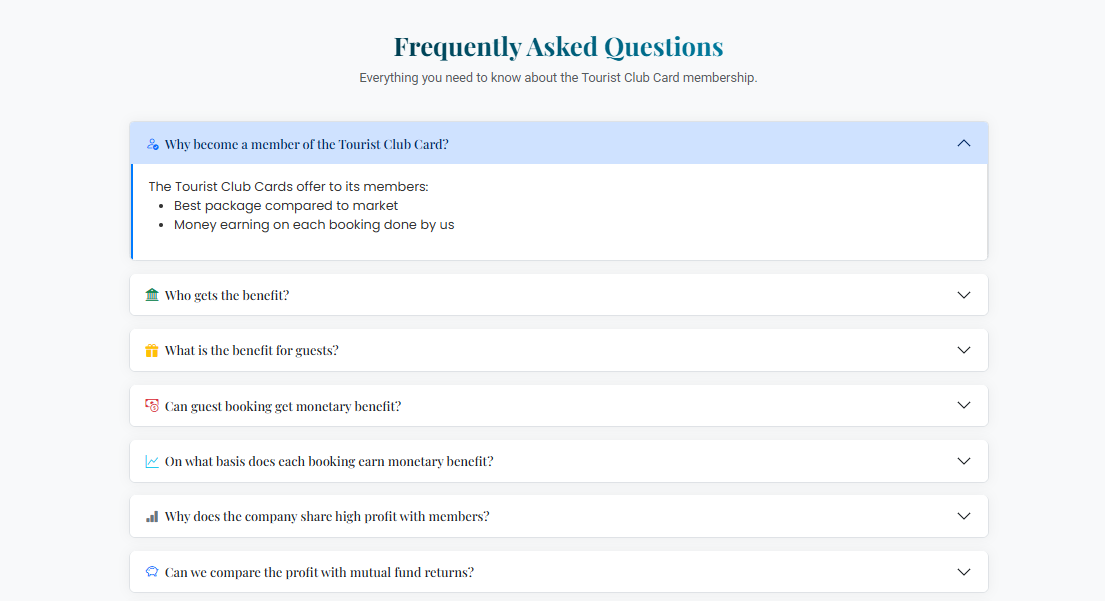 Frequently Asked Questions
Everything you need to know about the Tourist Club Card membership.
Why become a member of the Tourist Club Card?
The Tourist Club Cards offer to its members:
• Best package compared to market
• Money earning on each booking done by us
Who gets the benefit?
What is the benefit for guests?
Can guest booking get monetary benefit?
On what basis does each booking earn monetary benefit?
Why does the company share high profit with members?
Can we compare the profit with mutual fund returns?